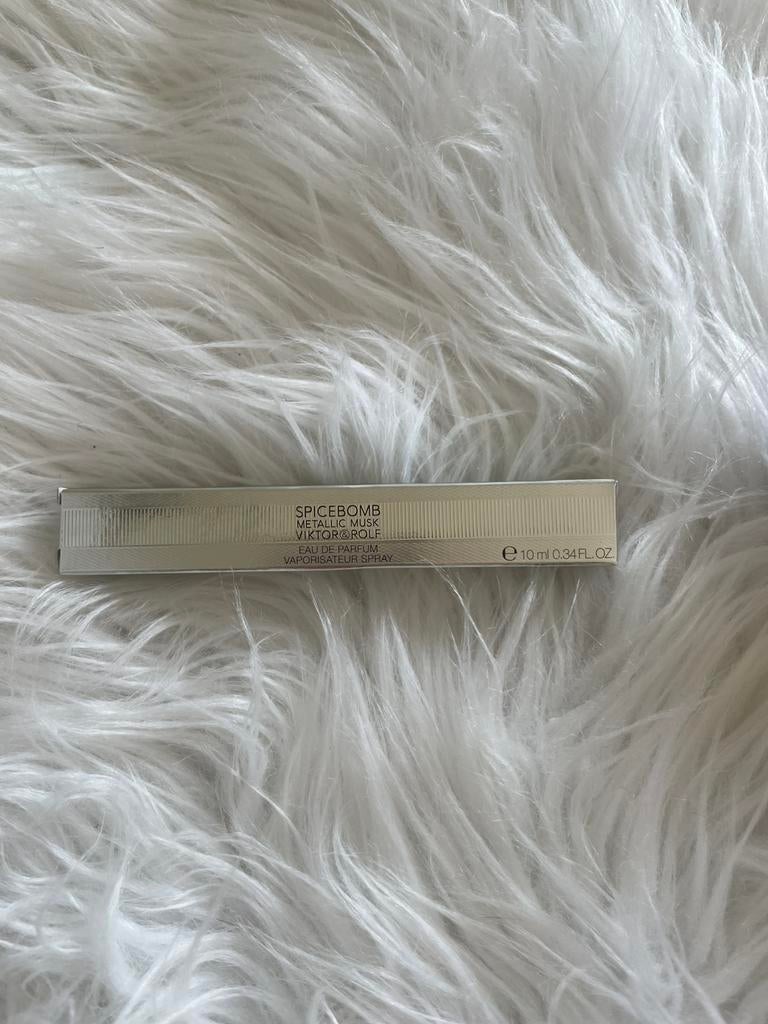 SPICEBOMB
METALLIC MUSK
VIKTOR&ROLF
EAU DE PARFUM
VAPORISATEUR SPRAY
℮ 10 ml 0.34 FL.OZ.